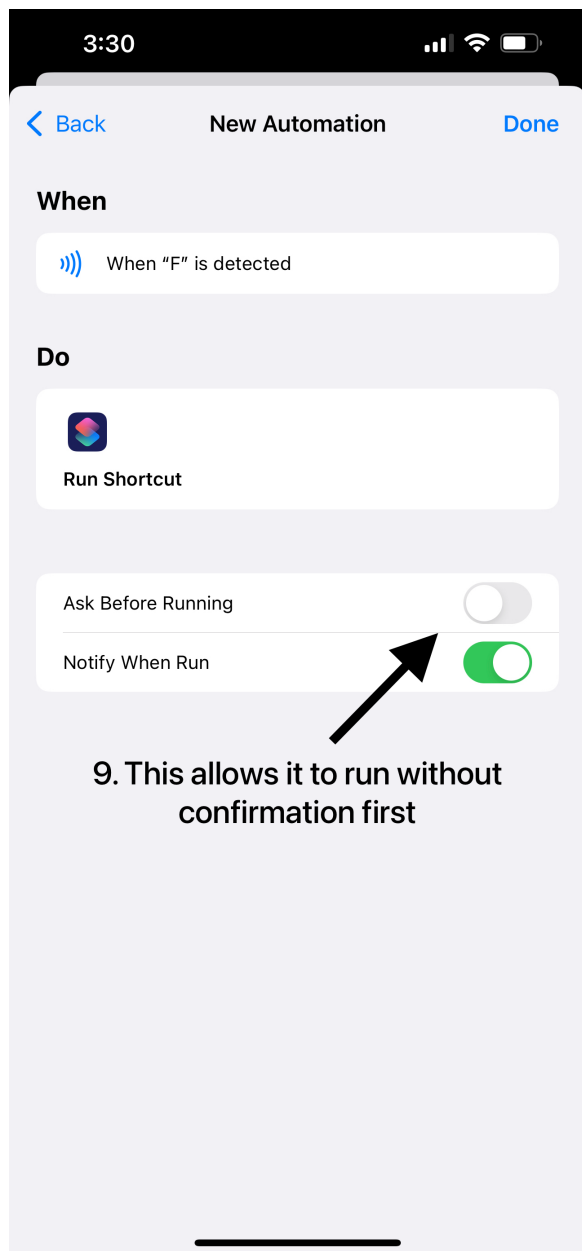 3:30
Back
New Automation
Done
When
When “F” is detected
Do
Run Shortcut
Ask Before Running
Notify When Run
9. This allows it to run without
confirmation first